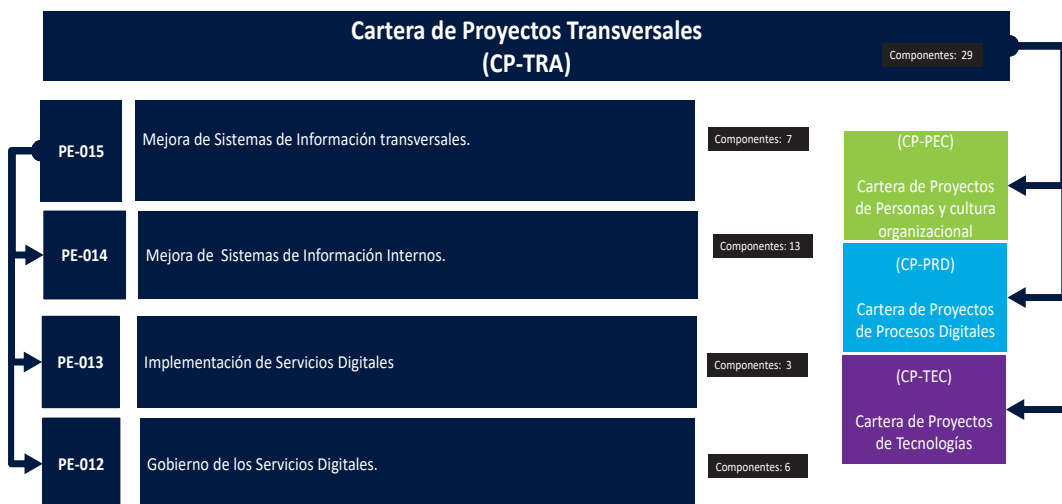 Cartera de Proyectos Transversales
(CP-TRA)
Componentes: 29
PE-015
Mejora de Sistemas de Información transversales.
Componentes: 7
PE-014
Mejora de Sistemas de Información Internos.
Componentes: 13
PE-013
Implementación de Servicios Digitales
Componentes: 3
PE-012
Gobierno de los Servicios Digitales.
Componentes: 6
(CP-PEC)
Cartera de Proyectos
de Personas y cultura
organizacional
(CP-PRD)
Cartera de Proyectos
de Procesos Digitales
(CP-TEC)
Cartera de Proyectos
de Tecnologías